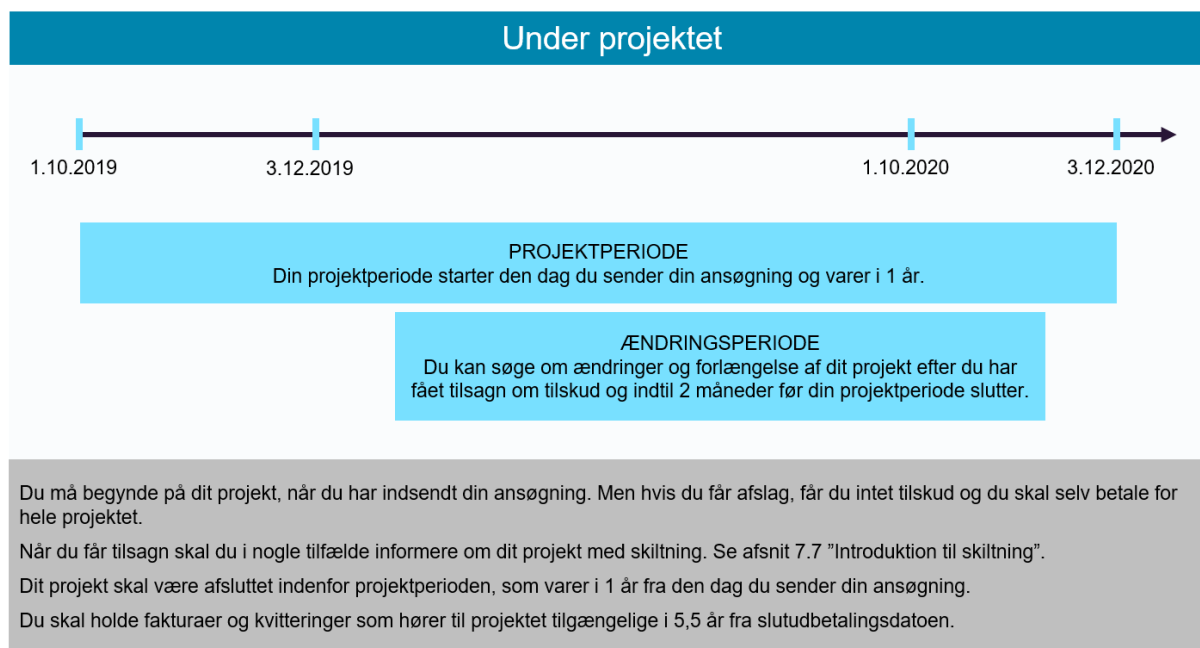 Under projektet
1.10.2019
3.12.2019
1.10.2020
3.12.2020
PROJEKTPERIODE
Din projektperiode starter den dag du sender din ansøgning og varer i 1 år.
ÆNDRINGSPERIODE
Du kan søge om ændringer og forlængelse af dit projekt efter du har
fået tilsagn om tilskud og indtil 2 måneder før din projektperiode slutter.
Du må begynde på dit projekt, når du har indsendt din ansøgning. Men hvis du får afslag, får du intet tilskud og du skal selv betale for
hele projektet.
Når du får tilsagn skal du i nogle tilfælde informere om dit projekt med skiltning. Se afsnit 7.7 ”Introduktion til skiltning”.
Dit projekt skal være afsluttet indenfor projektperioden, som varer i 1 år fra den dag du sender din ansøgning.
Du skal holde fakturaer og kvitteringer som hører til projektet tilgængelige i 5,5 år fra slutudbetalingsdatoen.